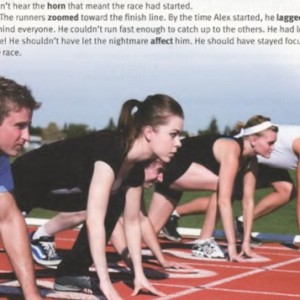 n't hear the horn that meant the race had started.
The runners zoomed toward the finish line. By the time Alex started, he lagged
hind everyone. He couldn't run fast enough to catch up to the others. He had lo
e! He shouldn't have let the nightmare affect him. He should have stayed focu
e race.